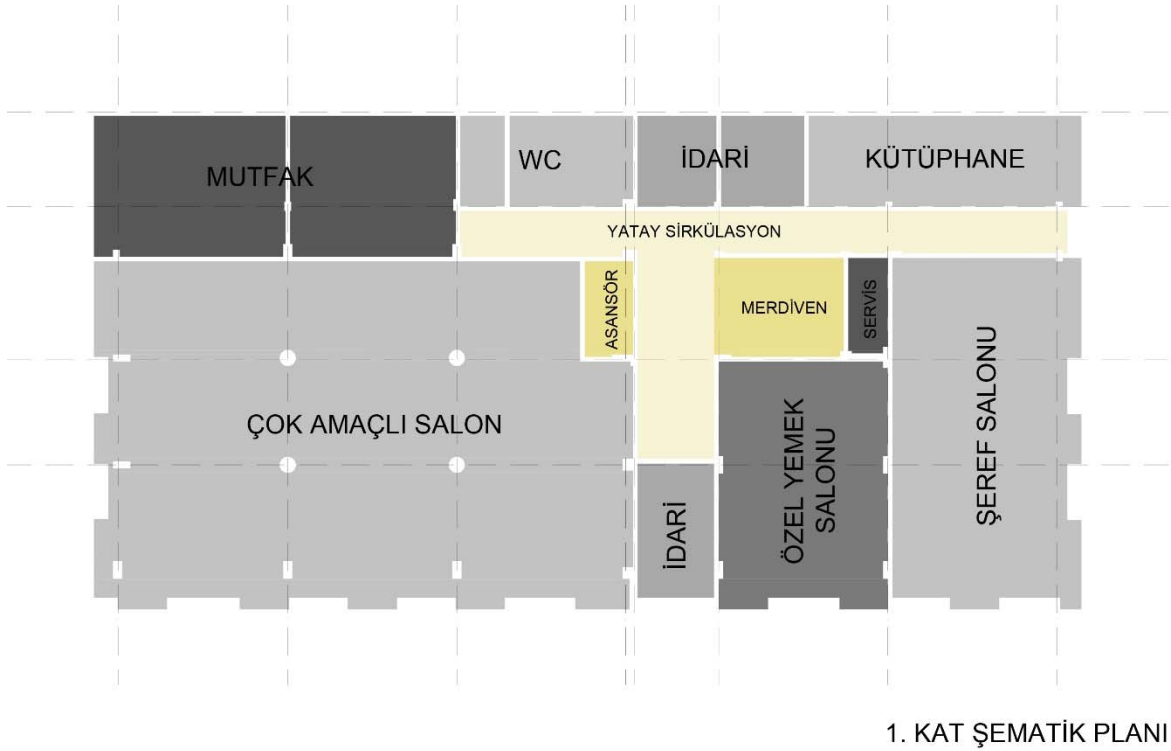 MUTFAK
WC
İDARİ
KÜTÜPHANE
YATAY SİRKÜLASYON
ASANSÖR
MERDİVEN
SERVİS
ÇOK AMAÇLI SALON
İDARİ
ÖZEL YEMEK
SALONU
ŞEREF SALONU
1. KAT ŞEMATİK PLANI